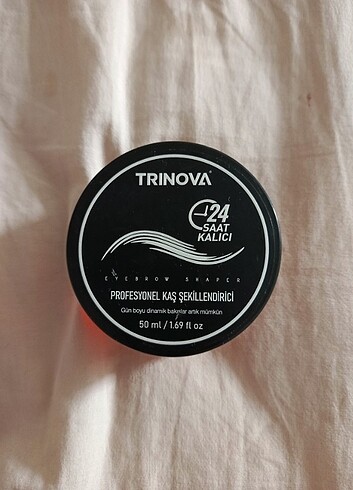 TRINOVA®
24
SAAT
KALICI
EYEBROW SHAPER
PROFESYONEL KAŞ ŞEKİLLENDİRİCİ
Gün boyu dinamik bakışlar artık mümkün
50 ml / 1.69 fl oz